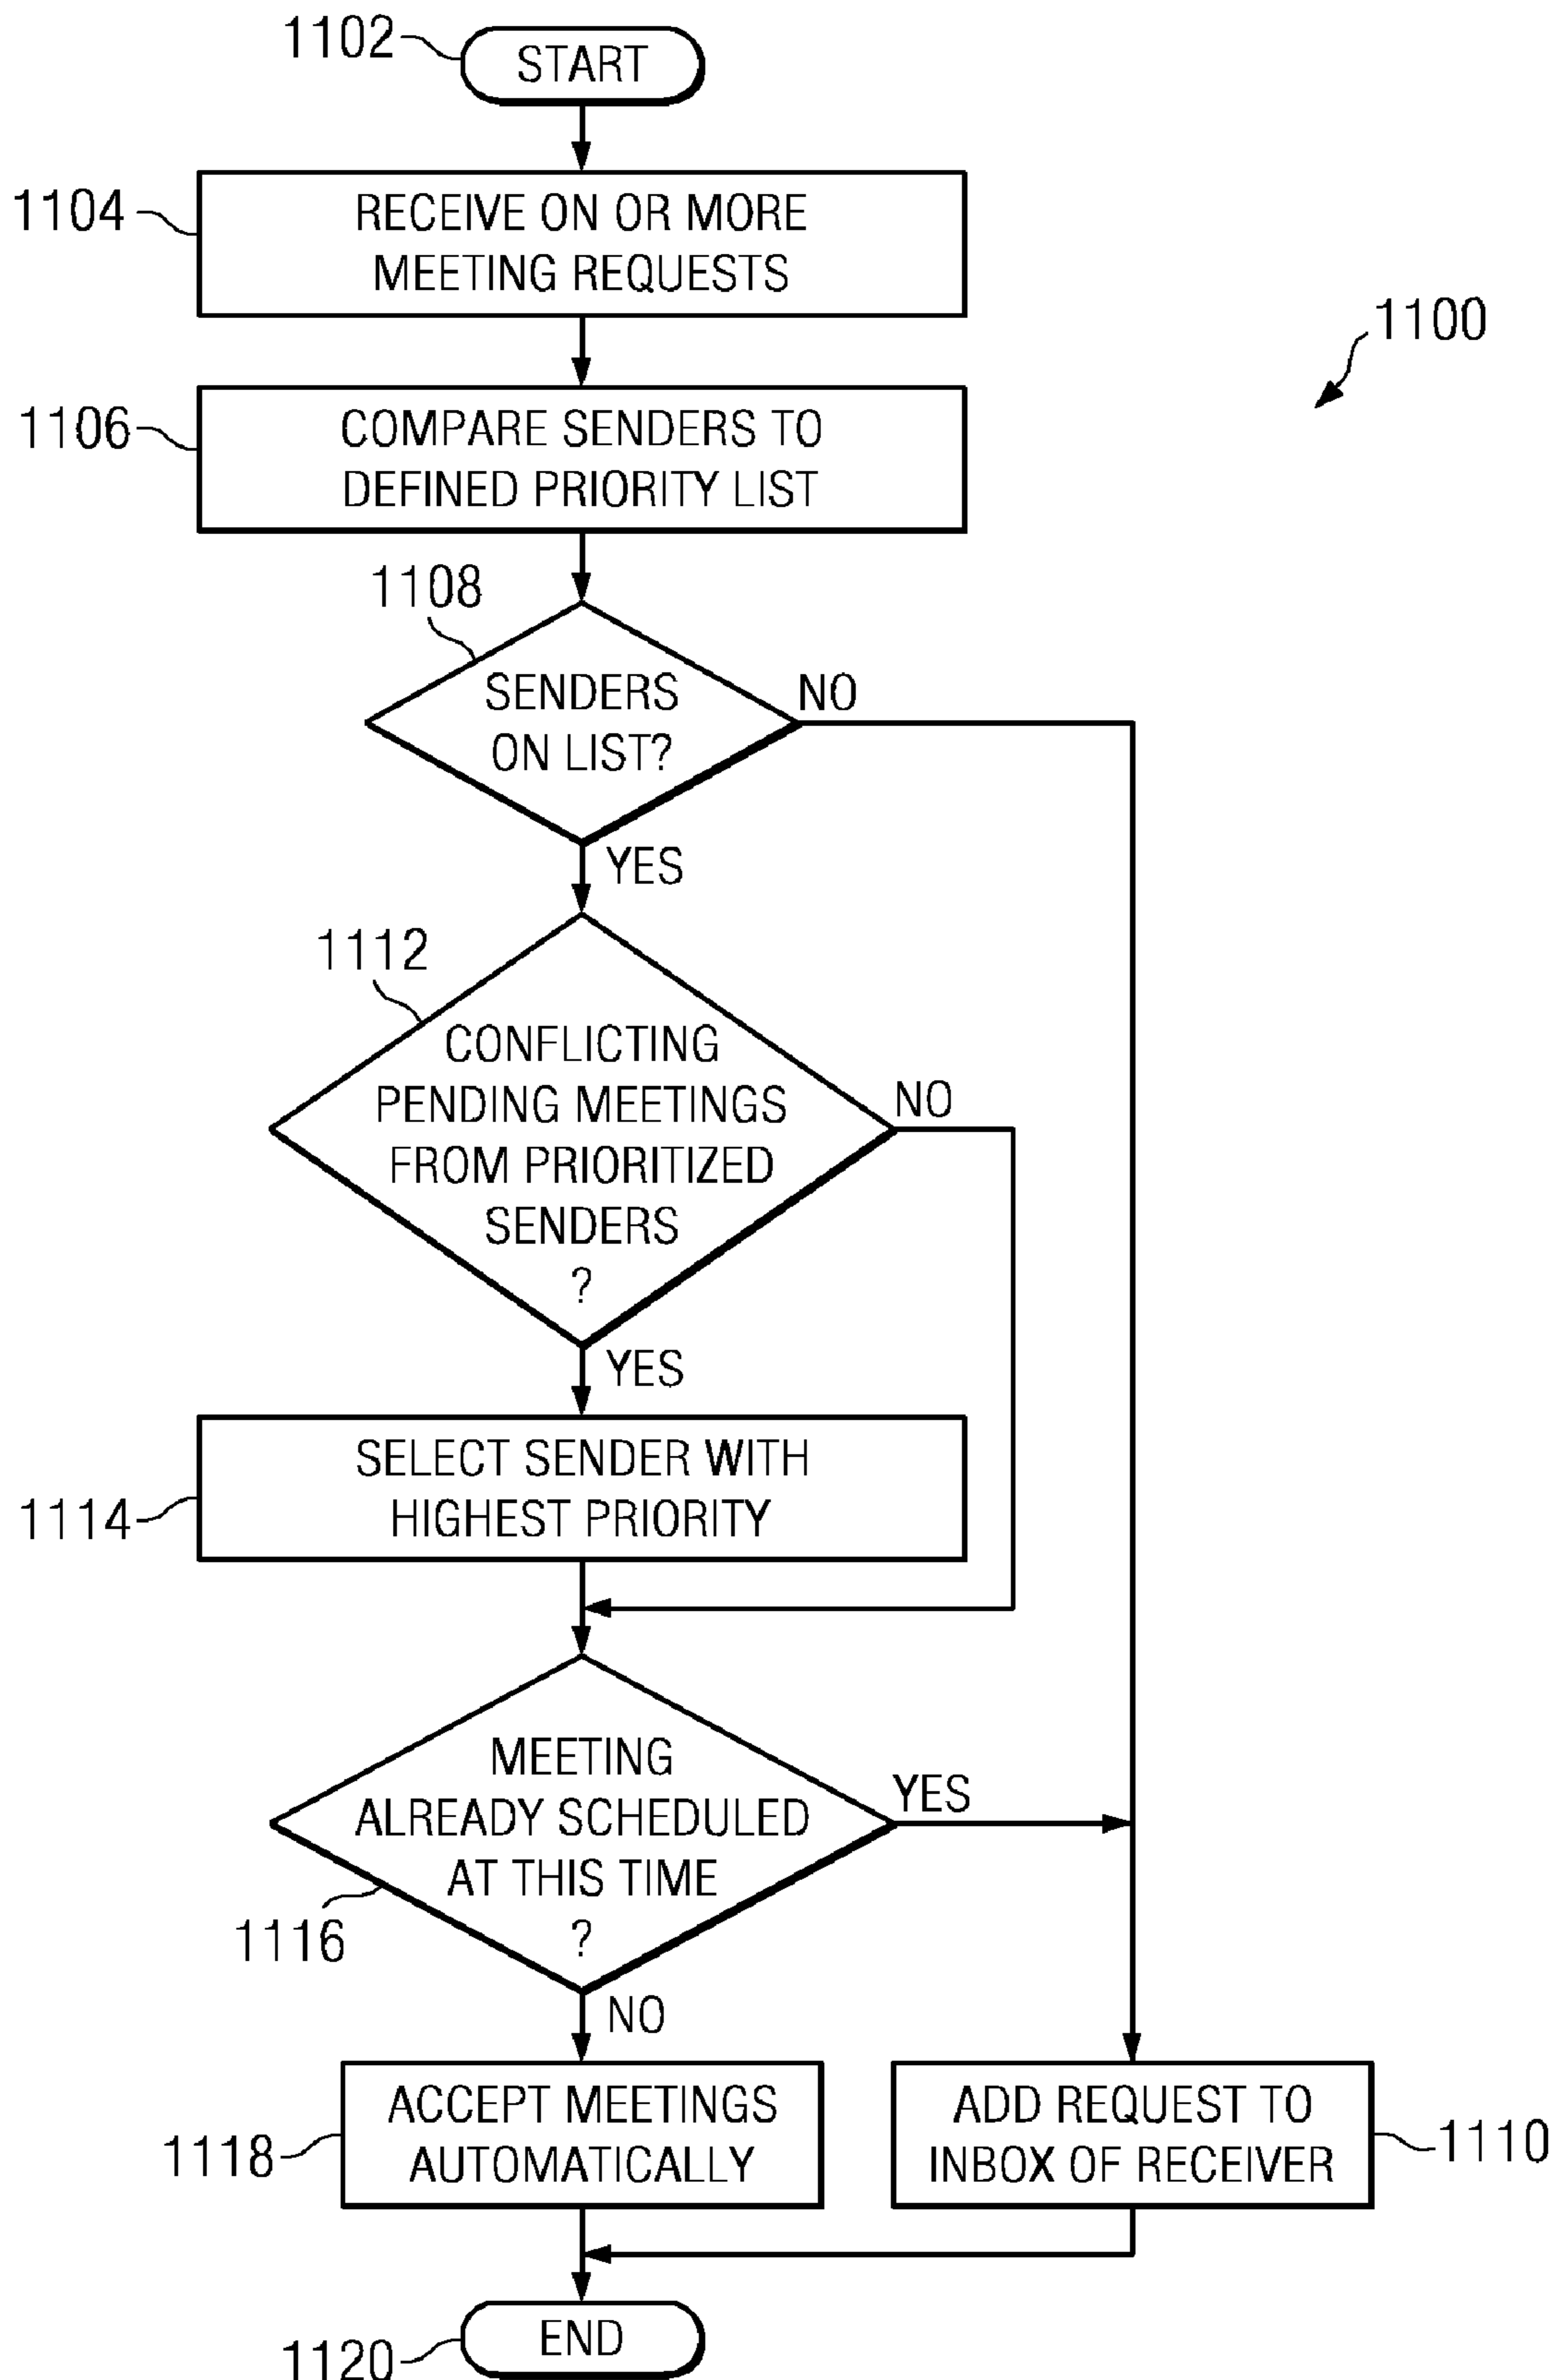 1102
START
1104
RECEIVE ON OR MORE
MEETING REQUESTS
1100
1106
COMPARE SENDERS TO
DEFINED PRIORITY LIST
1108
SENDERS
ON LIST?
NO
YES
1112
CONFLICTING
PENDING MEETINGS
FROM PRIORITIZED
SENDERS
?
NO
YES
1114
SELECT SENDER WITH
HIGHEST PRIORITY
MEETING
ALREADY SCHEDULED
AT THIS TIME
?
YES
1116
NO
1118
ACCEPT MEETINGS
AUTOMATICALLY
ADD REQUEST TO
INBOX OF RECEIVER
1110
END
1120